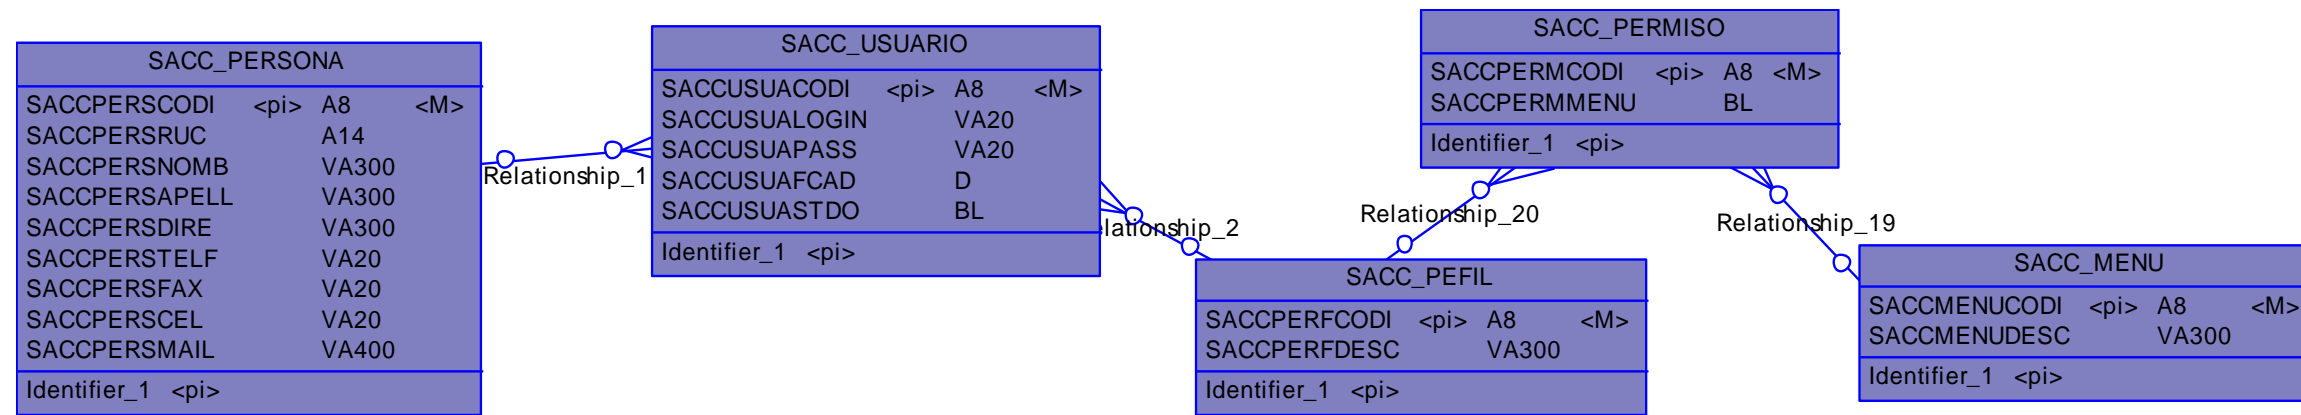 SACC_PERSONA
SACCPERSCODI <pi> A8 <M>
SACCPERSRUC A14
SACCPERSNOMB VA300
SACCPERSAPELL VA300
SACCPERSDIRE VA300
SACCPERSTELF VA20
SACCPERSFAX VA20
SACCPERSCEL VA20
SACCPERSMAIL VA400
Identifier_1 <pi>
Relationship_1
SACC_USUARIO
SACCUSUACODI <pi> A8 <M>
SACCUSUALOGIN VA20
SACCUSUAPASS VA20
SACCUSUAFCAD D
SACCUSUASTDO BL
Identifier_1 <pi>
elationship_2
SACC_PEFIL
SACCPERFCODI <pi> A8 <M>
SACCPERFDESC VA300
Identifier_1 <pi>
Relationship_20
SACC_PERMISO
SACCPERMCODI <pi> A8 <M>
SACCPERMMENU BL
Identifier_1 <pi>
Relationship_19
SACC_MENU
SACCMENUCODI <pi> A8 <M>
SACCMENUDESC VA300
Identifier_1 <pi>